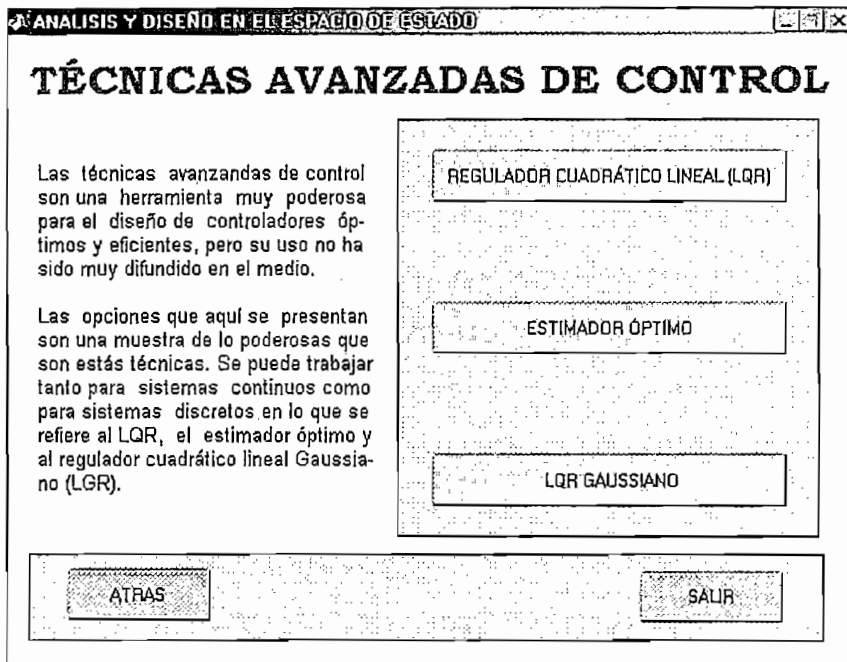 ANALISIS Y DISEÑO EN EL ESPACIO DE ESTADO
TÉCNICAS AVANZADAS DE CONTROL
Las técnicas avanzandas de control
son una herramienta muy poderosa
para el diseño de controladores óp-
timos y eficientes, pero su uso no ha
sido muy difundido en el medio.
Las opciones que aquí se presentan
son una muestra de lo poderosas que
son estás técnicas. Se puede trabajar
tanto para sistemas contínuos como
para sistemas discretos en lo que se
refiere al LQR, el estimador óptimo y
al regulador cuadrático lineal Gaussia-
no (LGR).
REGULADOR CUADRÁTICO LINEAL (LQR)
ESTIMADOR ÓPTIMO
LQR GAUSSIANO
ATRAS
SALIR